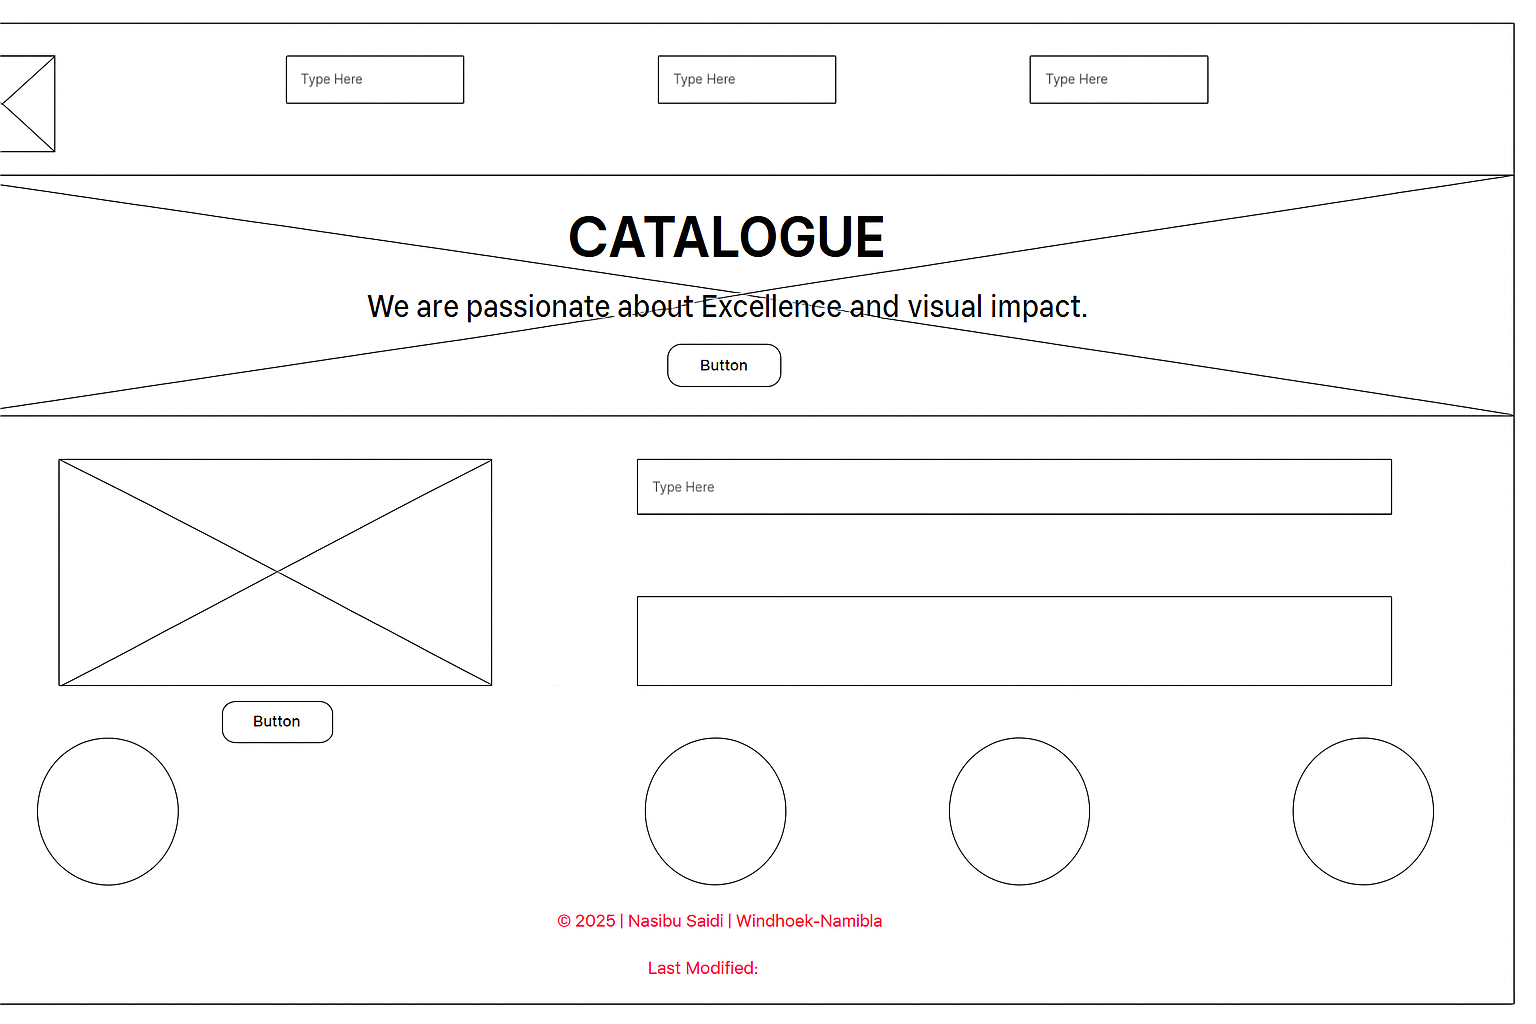 Type Here Type Here Type Here
CATALOGUE
We are passionate about Excellence and visual impact.
Button
Type Here
Button
© 2025 | Nasibu Saidi | Windhoek-Namibla
Last Modified: